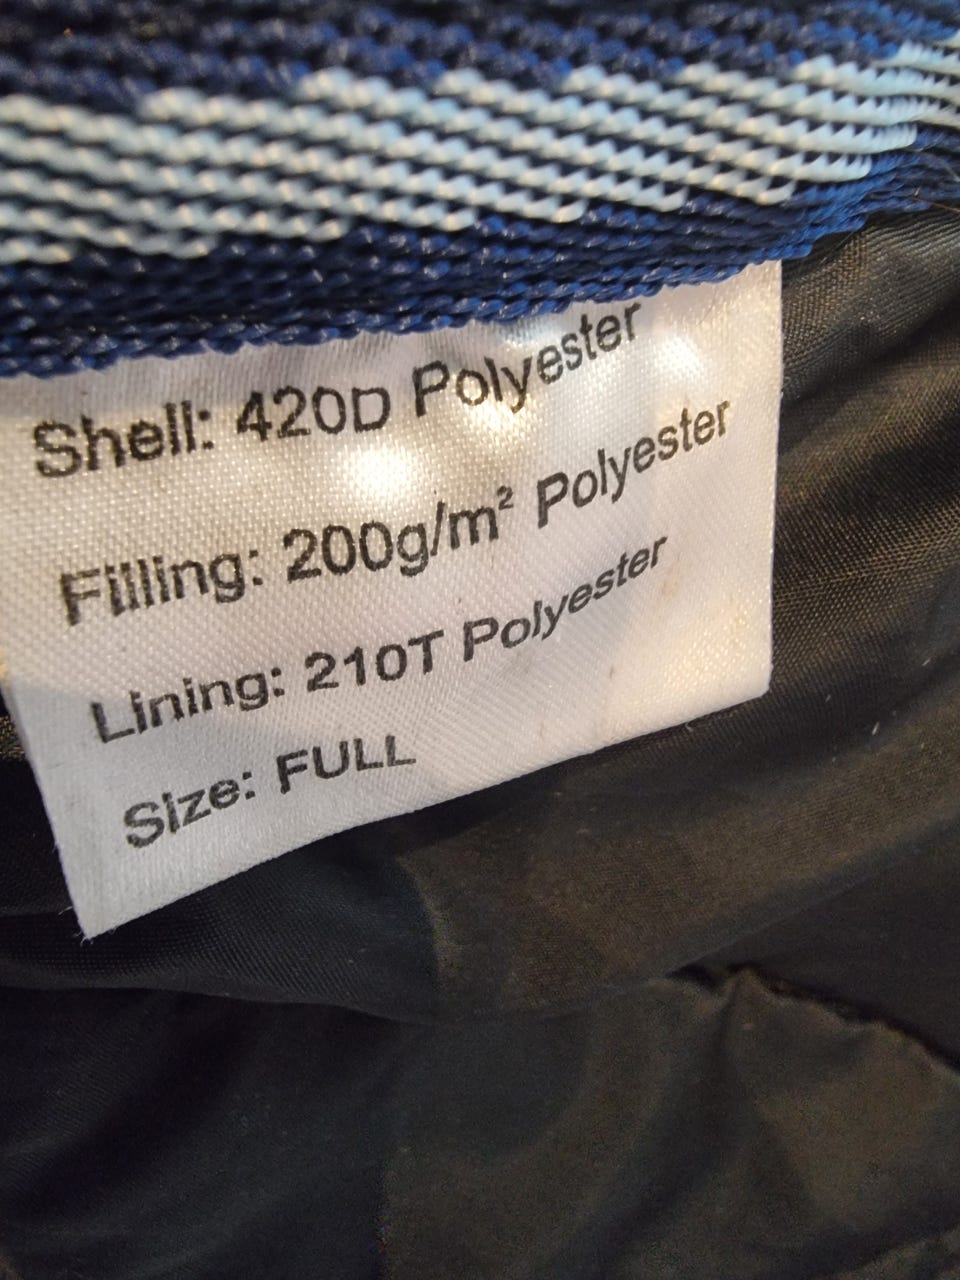 Shell: 420D Polyester
Filling: 200g/m² Polyester
Lining: 210T Polyester
Size: FULL